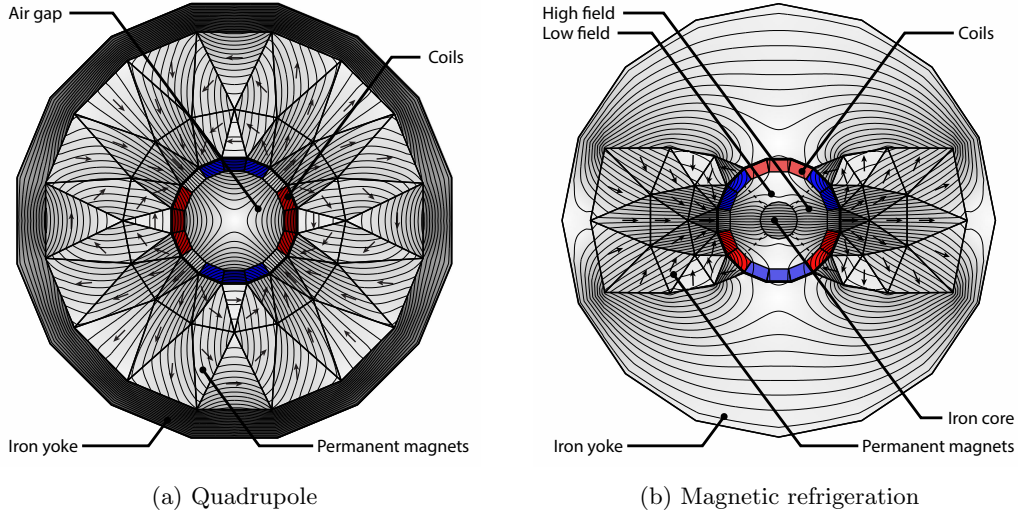 Air gap
Coils
Iron yoke
Permanent magnets
(a) Quadrupole
High field
Low field
Coils
Iron core
Iron yoke
Permanent magnets
(b) Magnetic refrigeration